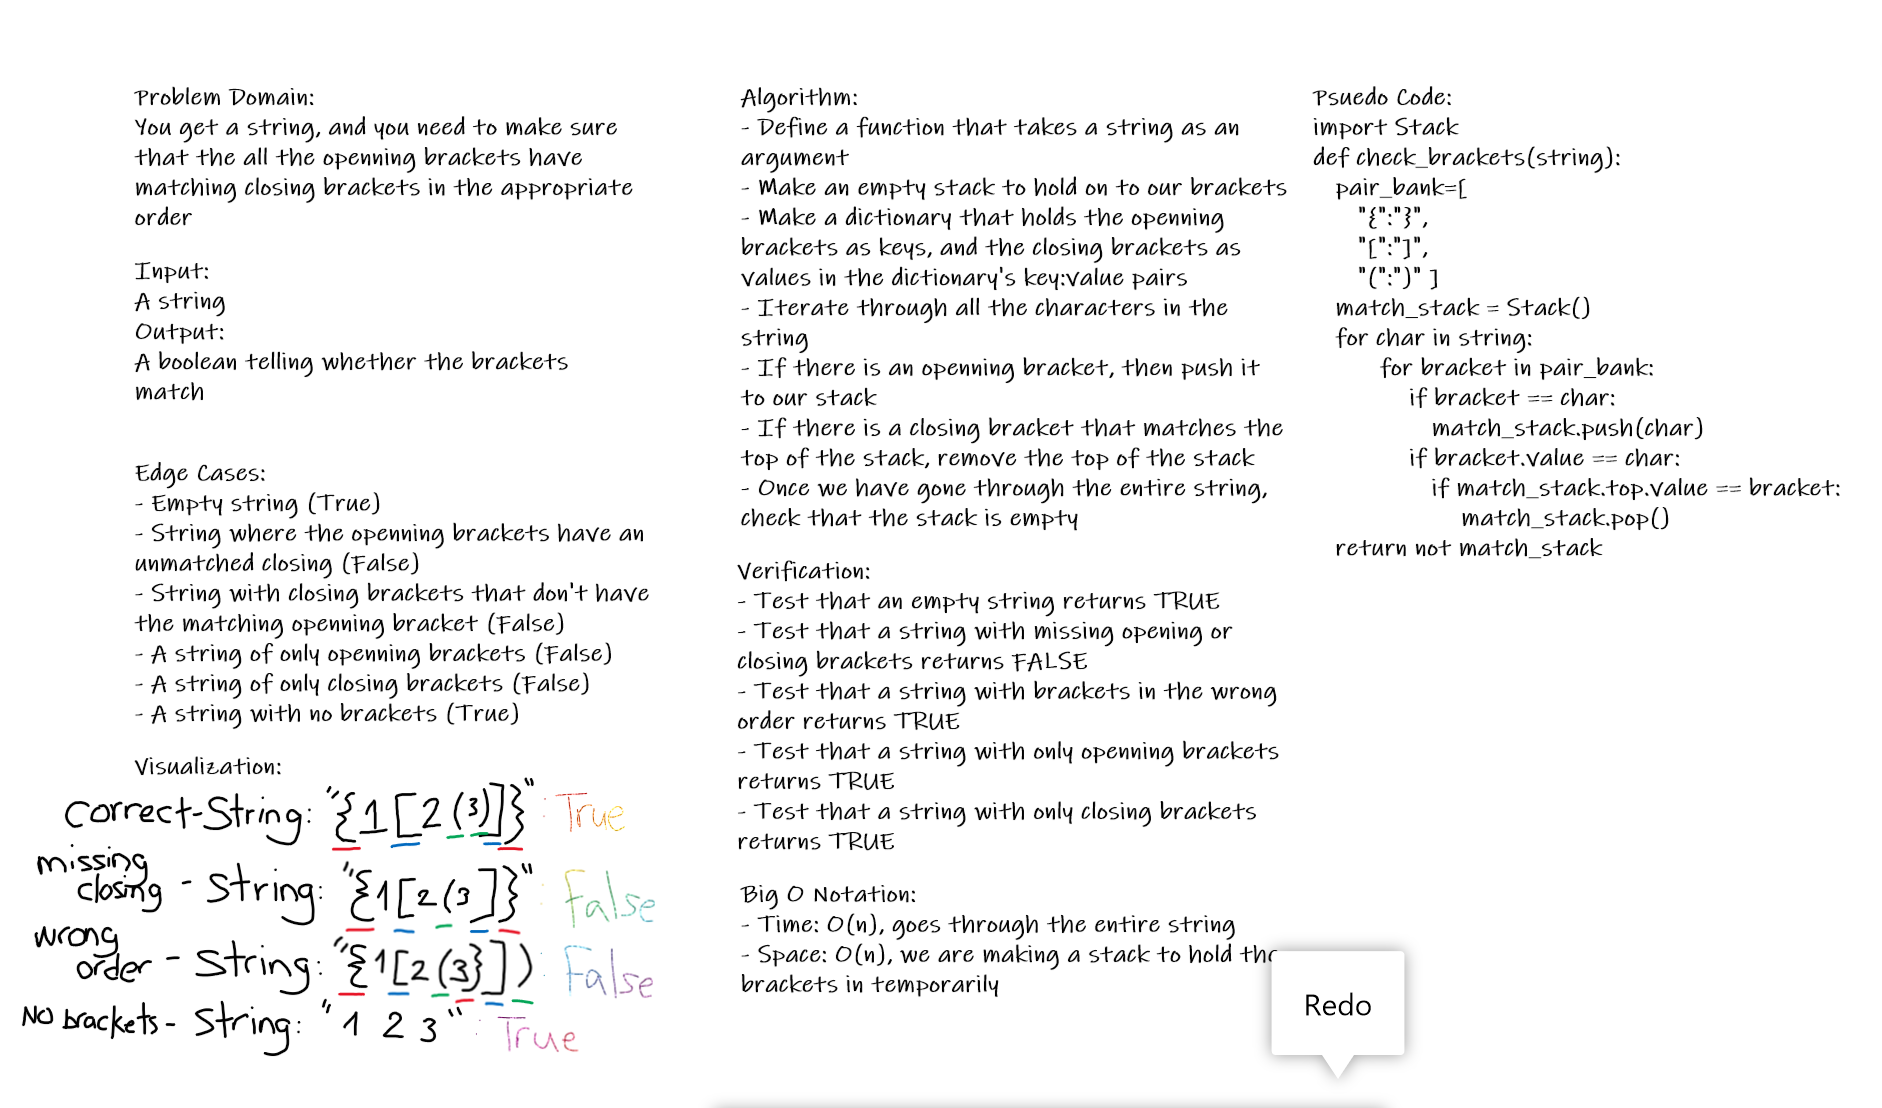 Problem Domain:
You get a string, and you need to make sure
that the all the openning brackets have
matching closing brackets in the appropriate
order
Input:
A string
Output:
A boolean telling whether the brackets
match
Edge Cases:
- Empty string (True)
- String where the openning brackets have an
unmatched closing (False)
- String with closing brackets that don't have
the matching openning bracket (False)
- A string of only openning brackets (False)
- A string of only closing brackets (False)
- A string with no brackets (True)
Visualization:
Correct-String: "{1[2(3)]}" : True
missing
closing - String: "{1[2(3]}" : False
wrong
order - String: "{1[2(3}]) : False
No brackets - String: "1 2 3" : True
Algorithm:
- Define a function that takes a string as an
argument
- Make an empty stack to hold on to our brackets
- Make a dictionary that holds the openning
brackets as keys, and the closing brackets as
values in the dictionary's key:value pairs
- Iterate through all the characters in the
string
- If there is an openning bracket, then push it
to our stack
- If there is a closing bracket that matches the
top of the stack, remove the top of the stack
- Once we have gone through the entire string,
check that the stack is empty
Verification:
- Test that an empty string returns TRUE
- Test that a string with missing opening or
closing brackets returns FALSE
- Test that a string with brackets in the wrong
order returns TRUE
- Test that a string with only openning brackets
returns TRUE
- Test that a string with only closing brackets
returns TRUE
Big O Notation:
- Time: O(n), goes through the entire string
- Space: O(n), we are making a stack to hold the
brackets in temporarily
Psuedo Code:
import Stack
def check_brackets(string):
pair_bank=[
"{":"}",
"[":"]",
"(":")" ]
match_stack = Stack()
for char in string:
for bracket in pair_bank:
if bracket == char:
match_stack.push(char)
if bracket.value == char:
if match_stack.top.value == bracket:
match_stack.pop()
return not match_stack
Redo